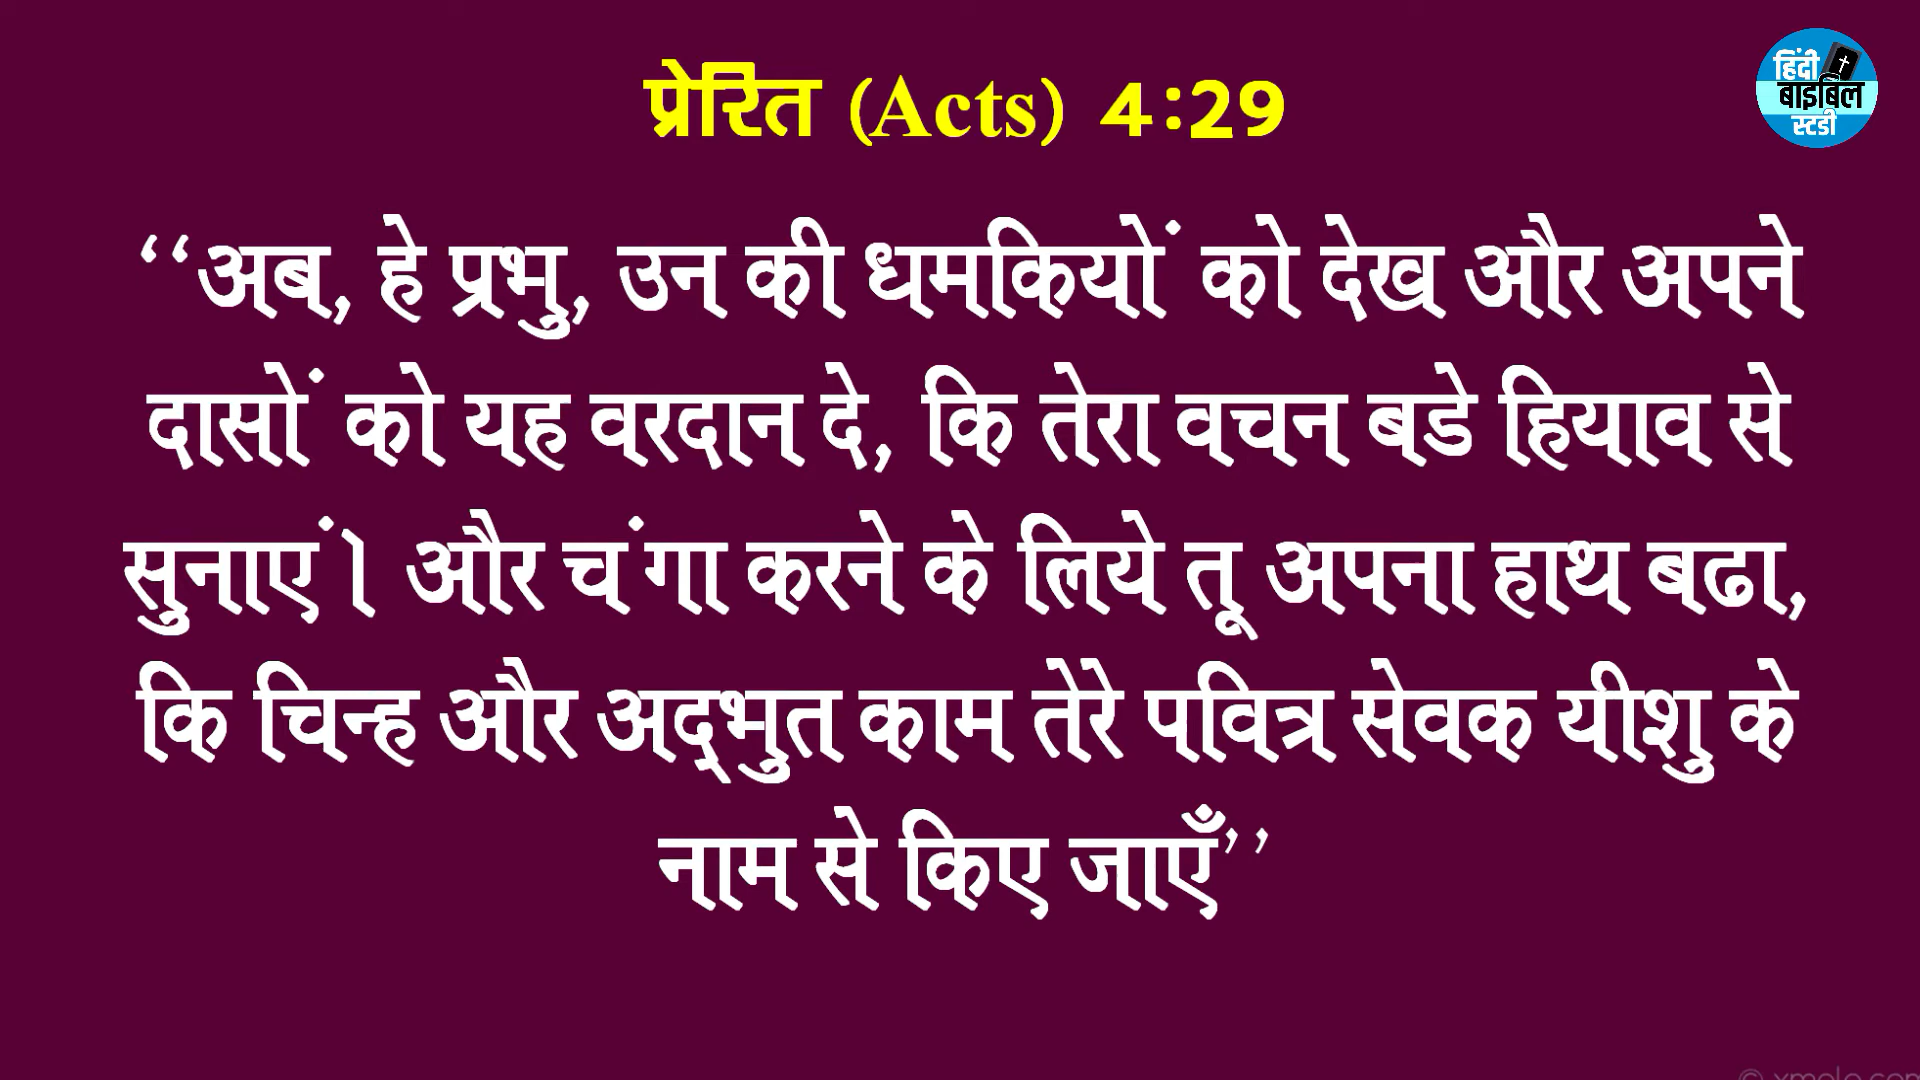 प्रेरित (Acts) 4:29
हिंदी
बाइबिल
स्टडी
‘‘अब, हे प्रभु, उन की धमकियों को देख और अपने
दासों को यह वरदान दे, कि तेरा वचन बडे हियाव से
सुनाएं। और चंगा करने के लिये तू अपना हाथ बढा,
कि चिन्ह और अद्‌भुत काम तेरे पवित्र सेवक यीशु के
नाम से किए जाएँ’’